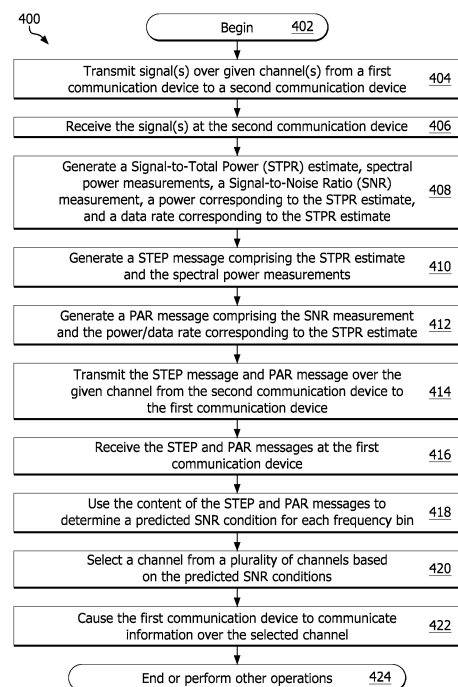 400
Begin 402
Transmit signal(s) over given channel(s) from a first
communication device to a second communication device
404
Receive the signal(s) at the second communication device 406
Generate a Signal-to-Total Power (STPR) estimate, spectral
power measurements, a Signal-to-Noise Ratio (SNR)
measurement, a power corresponding to the STPR estimate,
and a data rate corresponding to the STPR estimate
408
Generate a STEP message comprising the STPR estimate
and the spectral power measurements
410
Generate a PAR message comprising the SNR measurement
and the power/data rate corresponding to the STPR estimate
412
Transmit the STEP message and PAR message over the
given channel from the second communication device to
the first communication device
414
Receive the STEP and PAR messages at the first
communication device
416
Use the content of the STEP and PAR messages to
determine a predicted SNR condition for each frequency bin
418
Select a channel from a plurality of channels based
on the predicted SNR conditions
420
Cause the first communication device to communicate
information over the selected channel
422
End or perform other operations 424